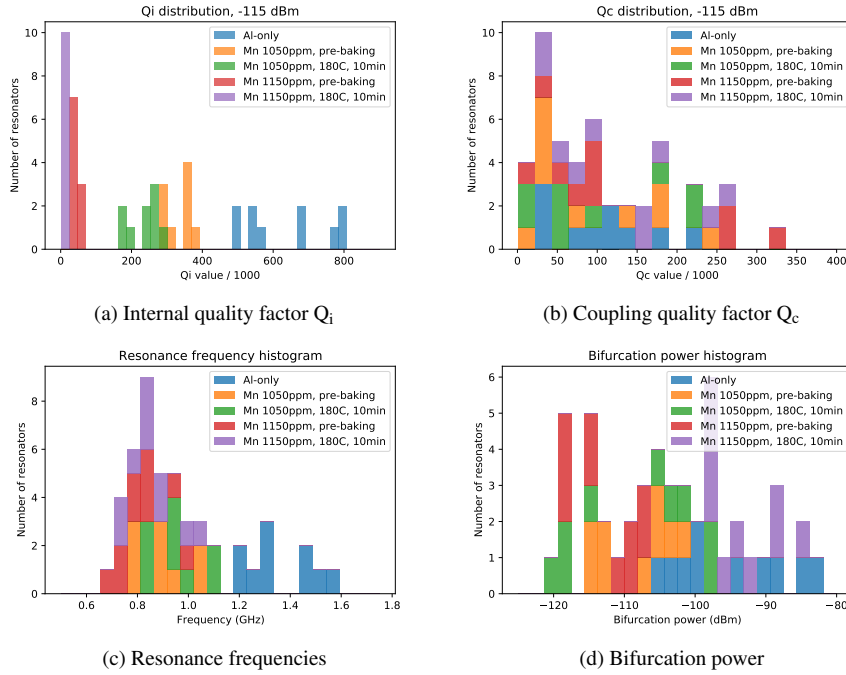 Qi distribution, -115 dBm
Number of resonators
10
8
6
4
2
0
Al-only
Mn 1050ppm, pre-baking
Mn 1050ppm, 180C, 10min
Mn 1150ppm, pre-baking
Mn 1150ppm, 180C, 10min
0 200 400 600 800
Qi value / 1000
(a) Internal quality factor Qi
Qc distribution, -115 dBm
Number of resonators
10
8
6
4
2
0
Al-only
Mn 1050ppm, pre-baking
Mn 1050ppm, 180C, 10min
Mn 1150ppm, pre-baking
Mn 1150ppm, 180C, 10min
0 50 100 150 200 250 300 350 400
Qc value / 1000
(b) Coupling quality factor Qc
Resonance frequency histogram
Number of resonators
8
6
4
2
0
Al-only
Mn 1050ppm, pre-baking
Mn 1050ppm, 180C, 10min
Mn 1150ppm, pre-baking
Mn 1150ppm, 180C, 10min
0.6 0.8 1.0 1.2 1.4 1.6 1.8
Frequency (GHz)
(c) Resonance frequencies
Bifurcation power histogram
Number of resonators
6
5
4
3
2
1
0
Al-only
Mn 1050ppm, pre-baking
Mn 1050ppm, 180C, 10min
Mn 1150ppm, pre-baking
Mn 1150ppm, 180C, 10min
−120 −110 −100 −90 −80
Bifurcation power (dBm)
(d) Bifurcation power